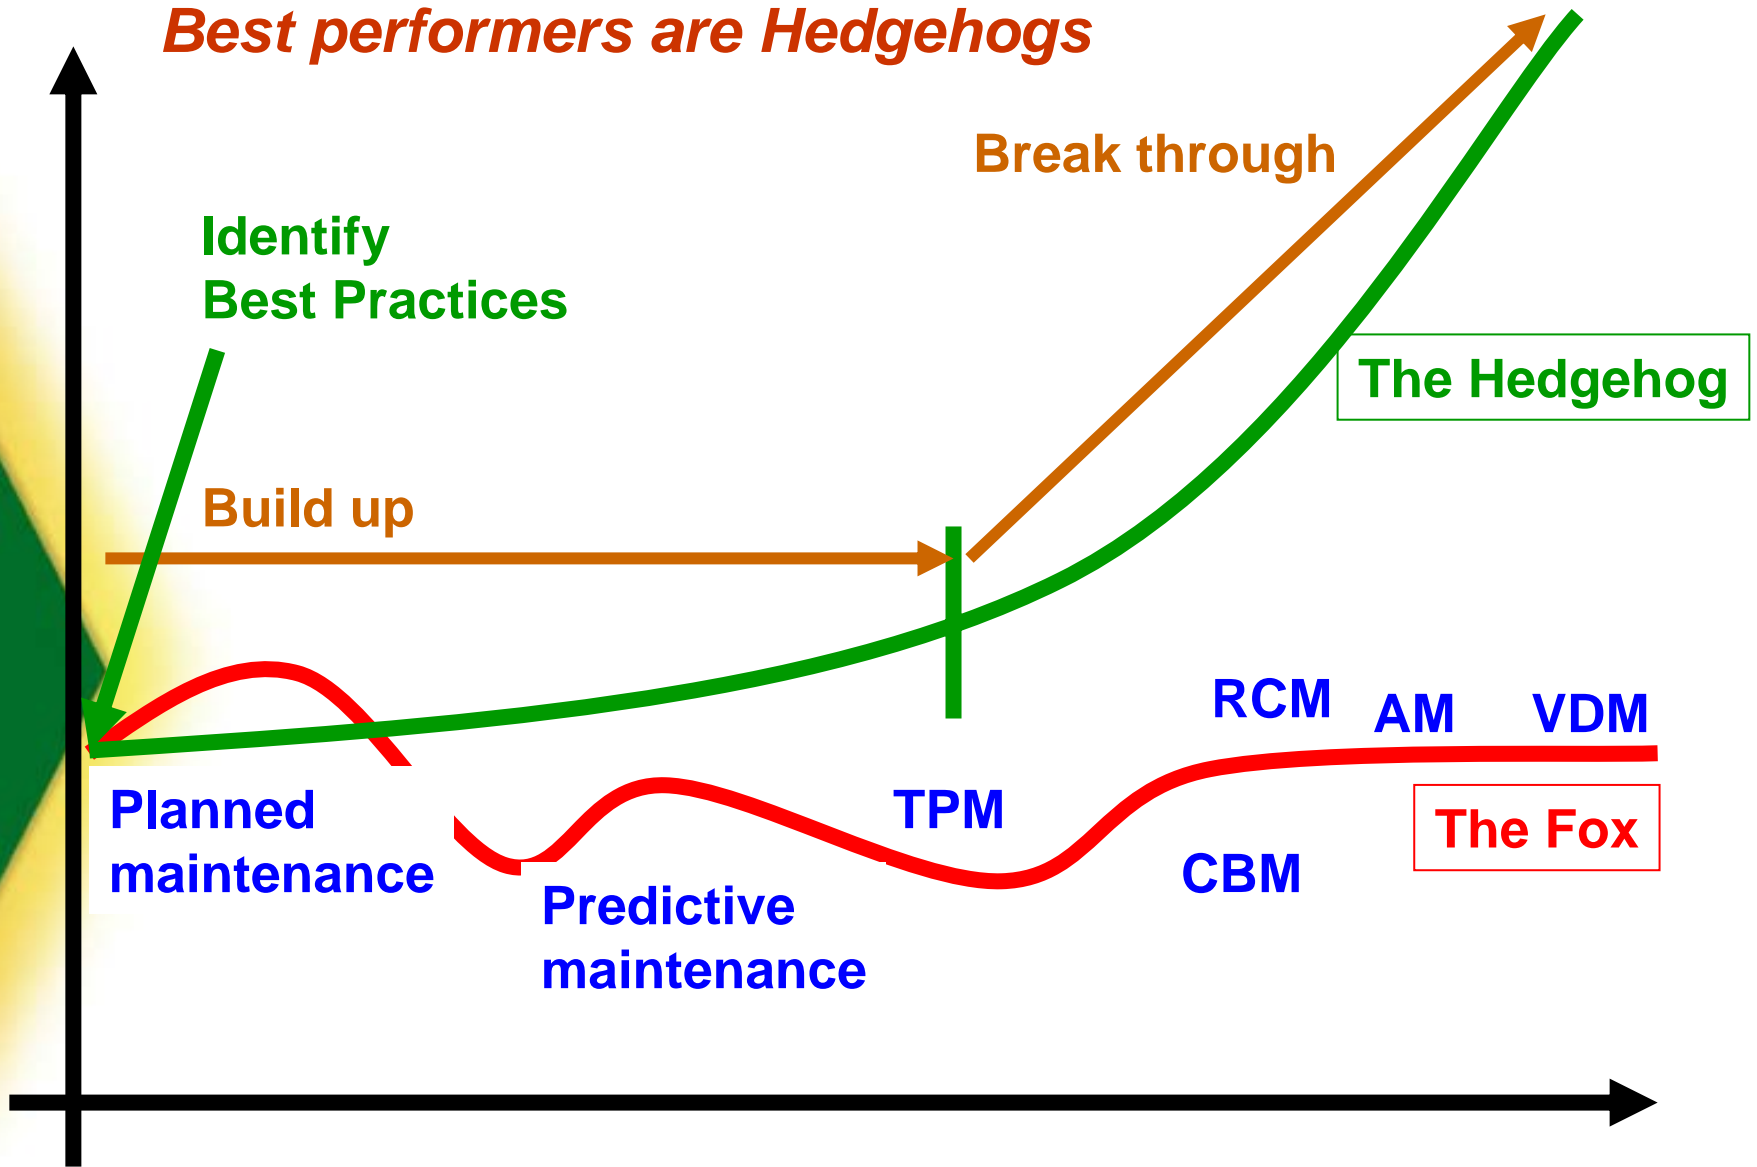 Best performers are Hedgehogs
Break through
Identify
Best Practices
The Hedgehog
Build up
RCM
AM
VDM
Planned
maintenance
TPM
The Fox
CBM
Predictive
maintenance